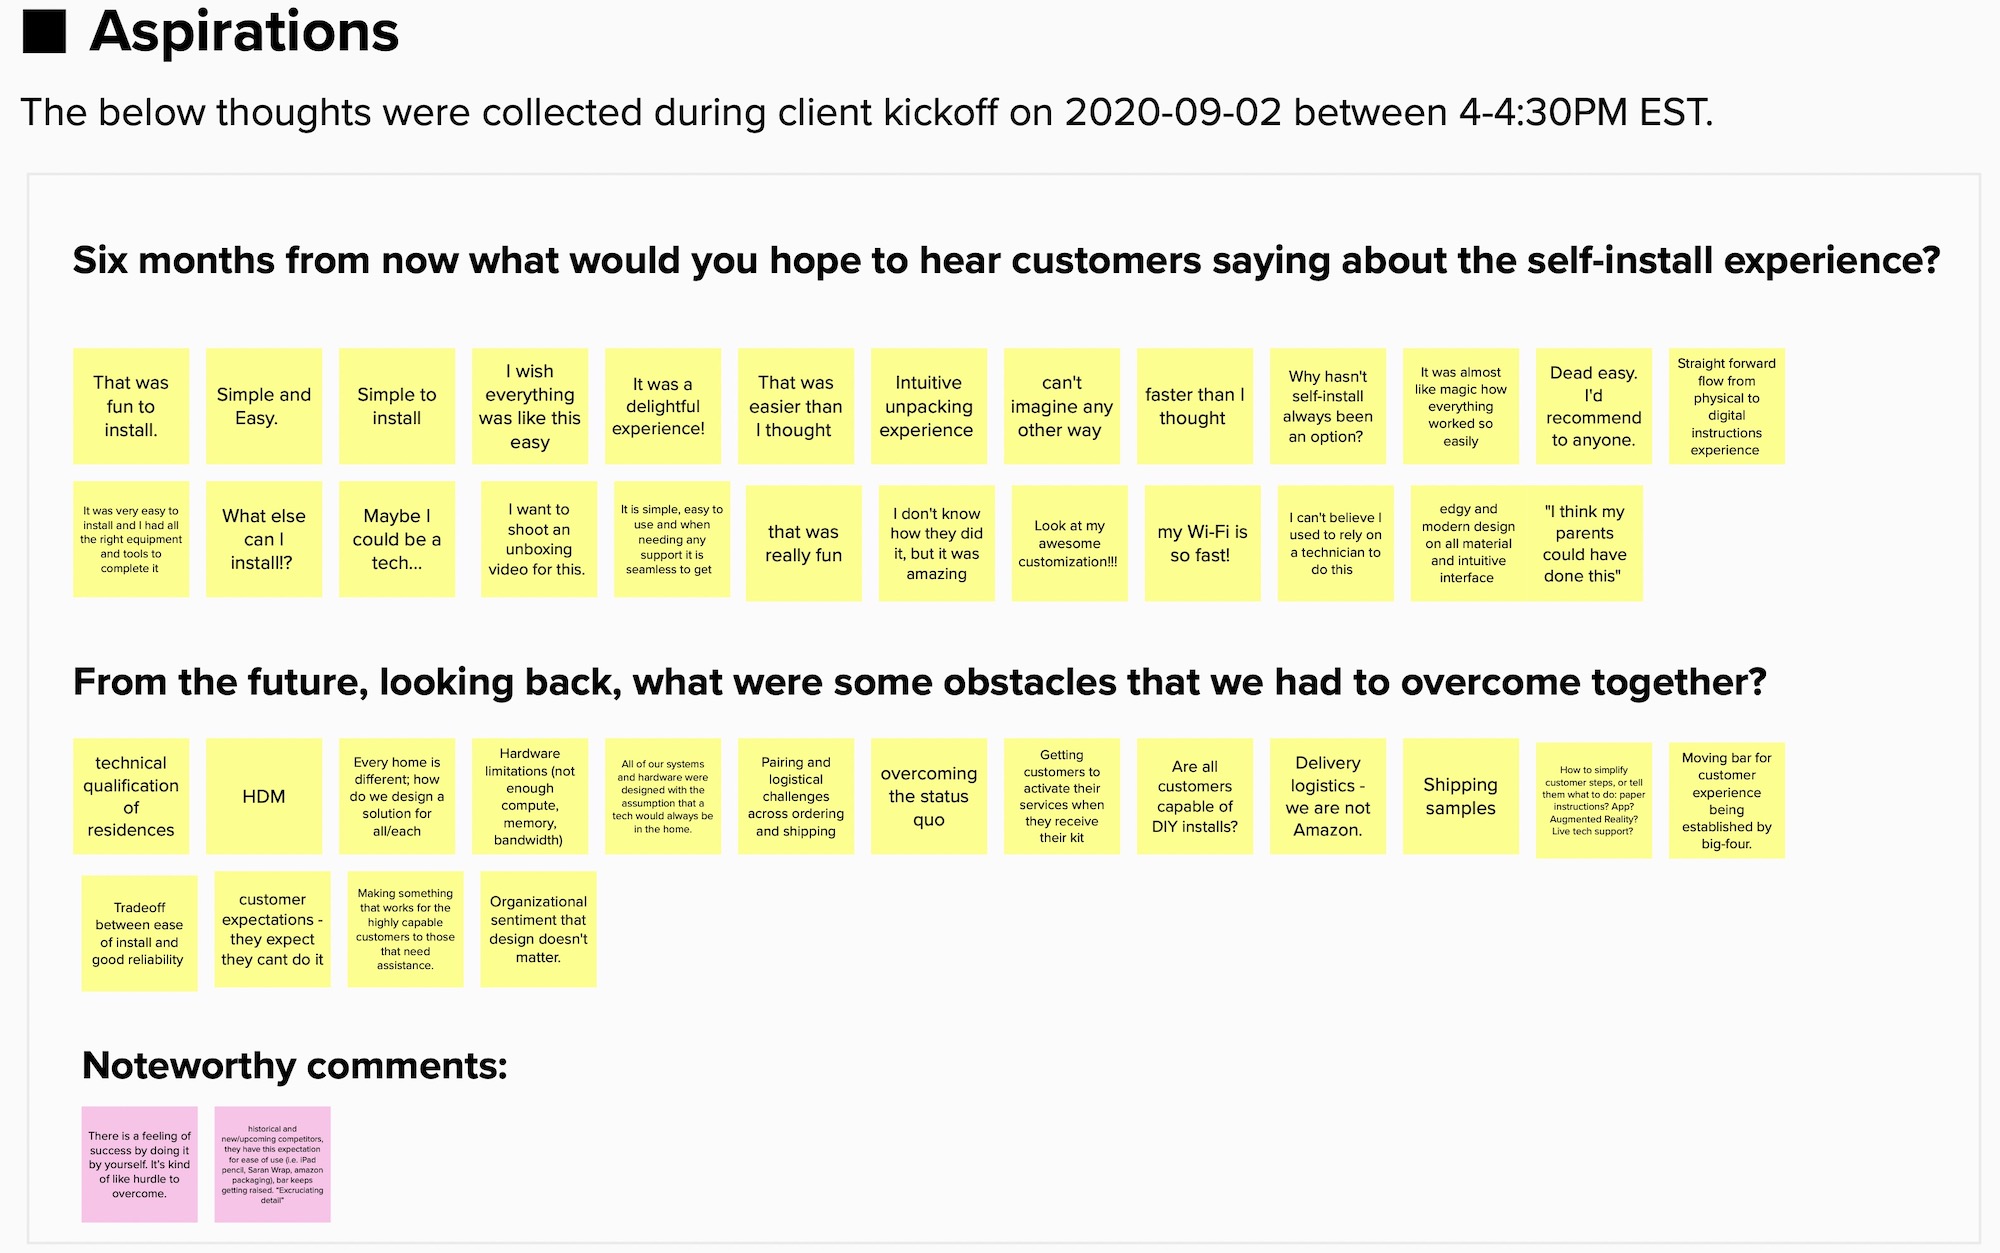 Aspirations
The below thoughts were collected during client kickoff on 2020-09-02 between 4-4:30PM EST.
Six months from now what would you hope to hear customers saying about the self-install experience?
That was
fun to
install.
Simple and
Easy.
Simple to
install
I wish
everything
was like this
easy
It was a
delightful
experience!
That was
easier than
I thought
Intuitive
unpacking
experience
can't
imagine any
other way
faster than I
thought
Why hasn't
self-install
always been
an option?
It was almost
like magic how
everything
worked so
easily
Dead easy.
I'd
recommend
to anyone.
Straight forward
flow from
physical to
digital
instructions
experience
It was very easy to
install and I had all
the right equipment
and tools to
complete it
What else
can I
install!?
Maybe I
could be a
tech...
I want to
shoot an
unboxing
video for this.
It is simple, easy to
use and when
needing any
support it is
seamless to get
that was
really fun
I don't know
how they did
it, but it was
amazing
Look at my
awesome
customization!!!
my Wi-Fi is
so fast!
I can't believe I
used to rely on
a technician to
do this
edgy and
modern design
on all material
and intuitive
interface
"I think my
parents
could have
done this"
From the future, looking back, what were some obstacles that we had to overcome together?
technical
qualification
of
residences
HDM
Every home is
different; how
do we design a
solution for
all/each
Hardware
limitations (not
enough
compute,
memory,
bandwidth)
All of our systems
and hardware were
designed with the
assumption that a
tech would always be
in the home.
Pairing and
logistical
challenges
across ordering
and shipping
overcoming
the status
quo
Getting
customers to
activate their
services when
they receive
their kit
Are all
customers
capable of
DIY installs?
Delivery
logistics -
we are not
Amazon.
Shipping
samples
How to simplify
customer steps, or tell
them what to do: paper
instructions? App?
Augmented Reality?
Live tech support?
Moving bar for
customer
experience
being
established by
big-four.
Tradeoff
between ease
of install and
good reliability
customer
expectations -
they expect
they cant do it
Making something
that works for the
highly capable
customers to those
that need
assistance.
Organizational
sentiment that
design doesn't
matter.
Noteworthy comments:
There is a feeling of
success by doing it
by yourself. It's kind
of like hurdle to
overcome.
historical and
new/upcoming competitors,
they have this expectation
for ease of use (i.e. iPad
pencil, Saran Wrap, amazon
packaging), bar keeps
getting raised. "Excruciating
detail"